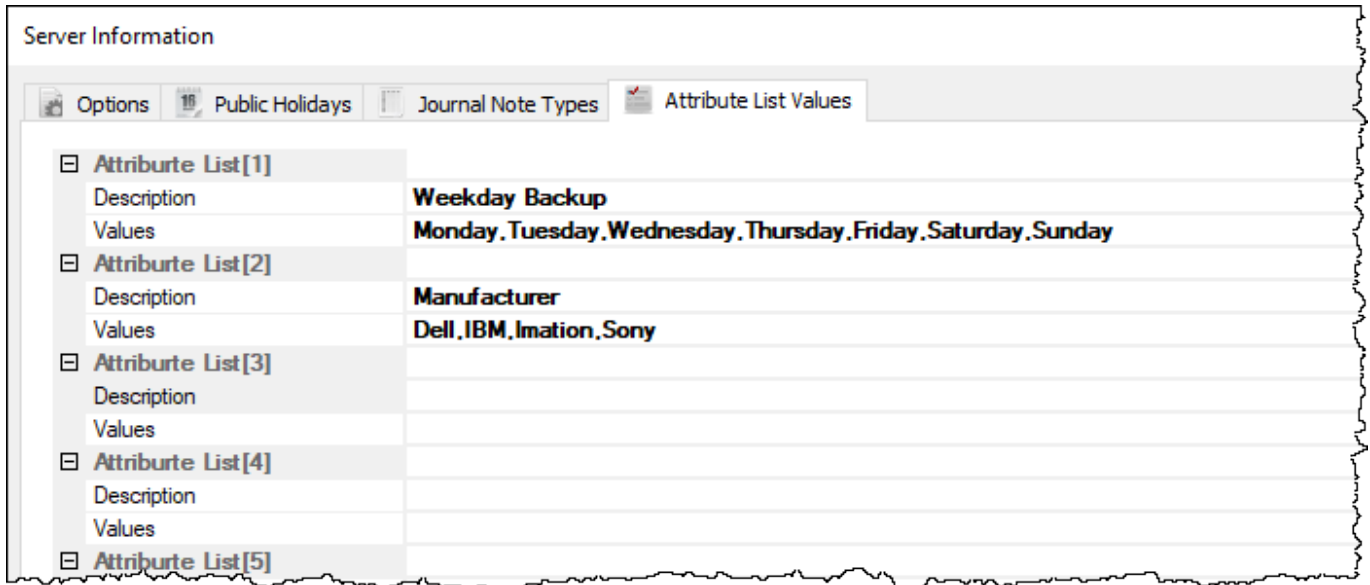 Server Information
Options Public Holidays Journal Note Types Attribute List Values
Attriburte List[1]
Description Weekday Backup
Values Monday,Tuesday,Wednesday,Thursday,Friday,Saturday,Sunday
Attriburte List[2]
Description Manufacturer
Values Dell,IBM,Imation,Sony
Attriburte List[3]
Description
Values
Attriburte List[4]
Description
Values
Attriburte List[5]